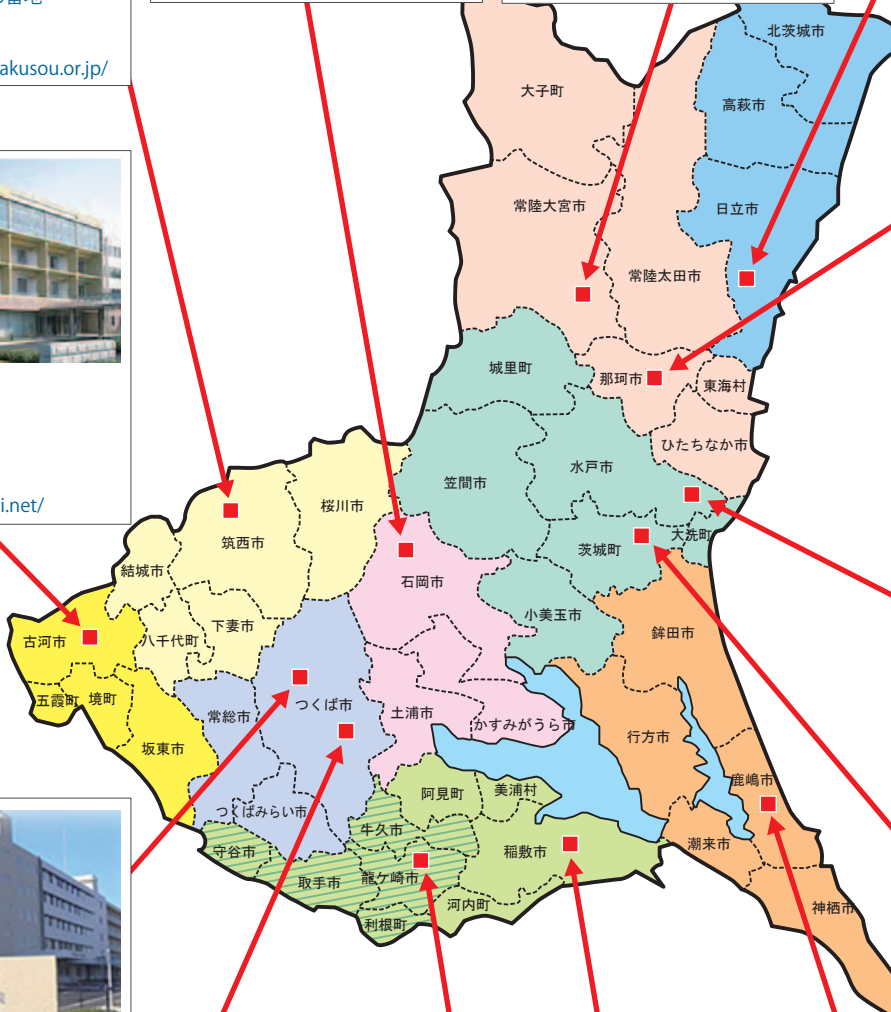 番地
akusou.or.jp/
i.net/
北茨城市
大子町
高萩市
常陸大宮市
日立市
常陸太田市
城里町
那珂市
東海村
ひたちなか市
水戸市
笠間市
桜川市
筑西市
茨城町
大洗町
結城市
石岡市
小美玉市
下妻市
八千代町
古河市
鉾田市
五霞町
境町
常総市
つくば市
土浦市
かすみがうら市
行方市
坂東市
鹿嶋市
阿見町
美浦村
つくばみらい市
牛久市
潮来市
守谷市
稲敷市
取手市
龍ケ崎市
河内町
神栖市
利根町